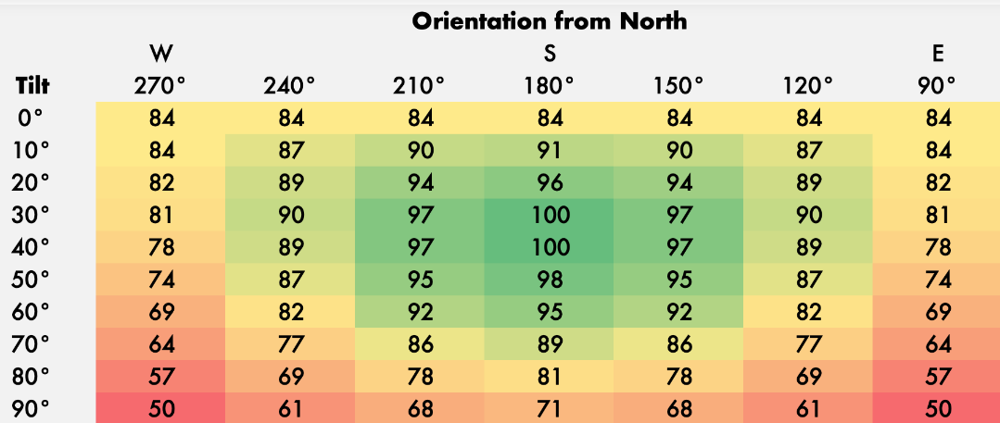 Orientation from North
W S E
Tilt 270° 240° 210° 180° 150° 120° 90°
0° 84 84 84 84 84 84 84
10° 84 87 90 91 90 87 84
20° 82 89 94 96 94 89 82
30° 81 90 97 100 97 90 81
40° 78 89 97 100 97 89 78
50° 74 87 95 98 95 87 74
60° 69 82 92 95 92 82 69
70° 64 77 86 89 86 77 64
80° 57 69 78 81 78 69 57
90° 50 61 68 71 68 61 50